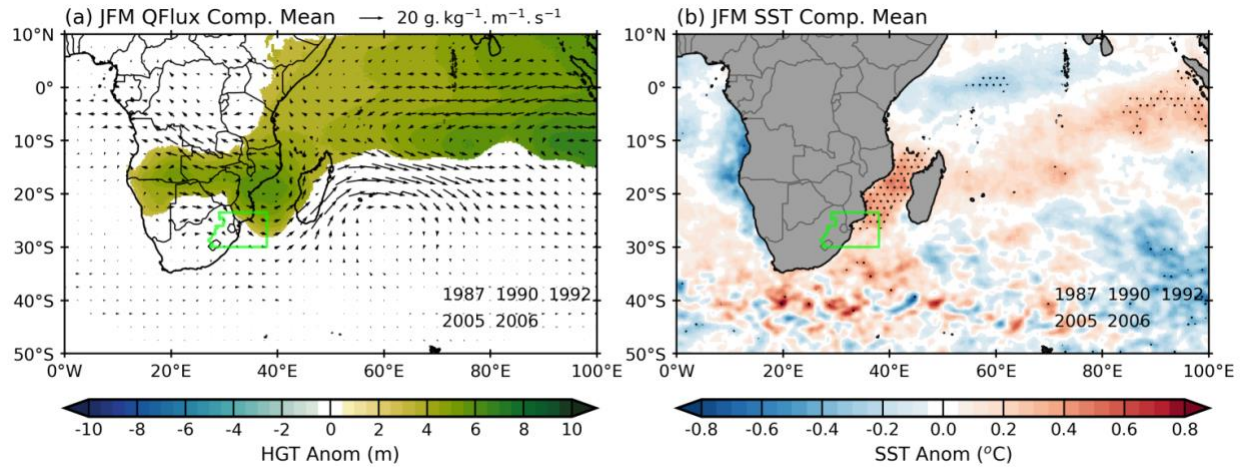 (a) JFM QFlux Comp. Mean → 20 g.kg⁻¹.m⁻¹.s⁻¹
10°N
0°
10°S
20°S
30°S
40°S
50°S
1987 1990 1992
2005 2006
0°W 20°E 40°E 60°E 80°E 100°E
-10 -8 -6 -4 -2 0 2 4 6 8 10
HGT Anom (m)
(b) JFM SST Comp. Mean
10°N
0°
10°S
20°S
30°S
40°S
50°S
1987 1990 1992
2005 2006
0°W 20°E 40°E 60°E 80°E 100°E
-0.8 -0.6 -0.4 -0.2 0.0 0.2 0.4 0.6 0.8
SST Anom (°C)